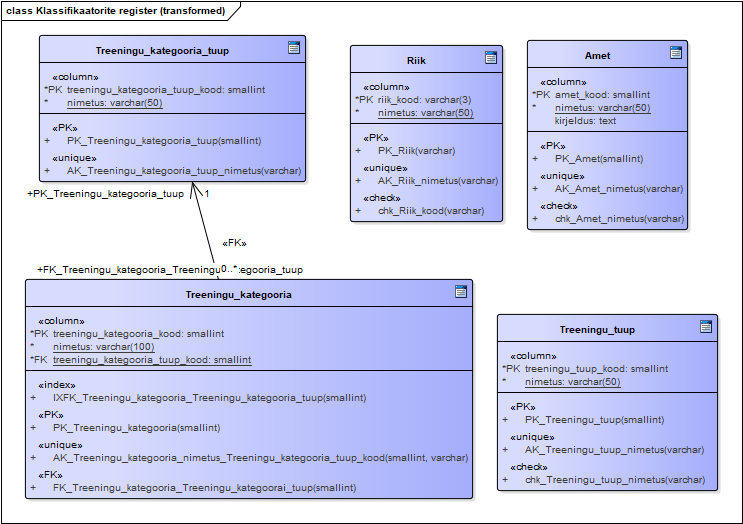 class Klassifikaatorite register (transformed)
Treeningu_kategooria_tuup
«column»
*PK treeningu_kategooria_tuup_kood: smallint
* nimetus: varchar(50)
«PK»
+ PK_Treeningu_kategooria_tuup(smallint)
«unique»
+ AK_Treeningu_kategooria_tuup_nimetus(varchar)
Riik
«column»
*PK riik_kood: varchar(3)
* nimetus: varchar(50)
«PK»
+ PK_Riik(varchar)
«unique»
+ AK_Riik_nimetus(varchar)
«check»
+ chk_Riik_kood(varchar)
Amet
«column»
*PK amet_kood: smallint
* nimetus: varchar(50)
kirjeldus: text
«PK»
+ PK_Amet(smallint)
«unique»
+ AK_Amet_nimetus(varchar)
«check»
+ chk_Amet_nimetus(varchar)
+PK_Treeningu_kategooria_tuup 1
«FK»
+FK_Treeningu_kategooria_Treeningu 0..* egooria_tuup
Treeningu_kategooria
«column»
*PK treeningu_kategooria_kood: smallint
* nimetus: varchar(100)
*FK treeningu_kategooria_tuup_kood: smallint
«index»
+ IXFK_Treeningu_kategooria_Treeningu_kategooria_tuup(smallint)
«PK»
+ PK_Treeningu_kategooria(smallint)
«unique»
+ AK_Treeningu_kategooria_nimetus_Treeningu_kategooria_tuup_kood(smallint, varchar)
«FK»
+ FK_Treeningu_kategooria_Treeningu_kategoorai_tuup(smallint)
Treeningu_tuup
«column»
*PK treeningu_tuup_kood: smallint
* nimetus: varchar(50)
«PK»
+ PK_Treeningu_tuup(smallint)
«unique»
+ AK_Treeningu_tuup_nimetus(varchar)
«check»
+ chk_Treeningu_tuup_nimetus(varchar)